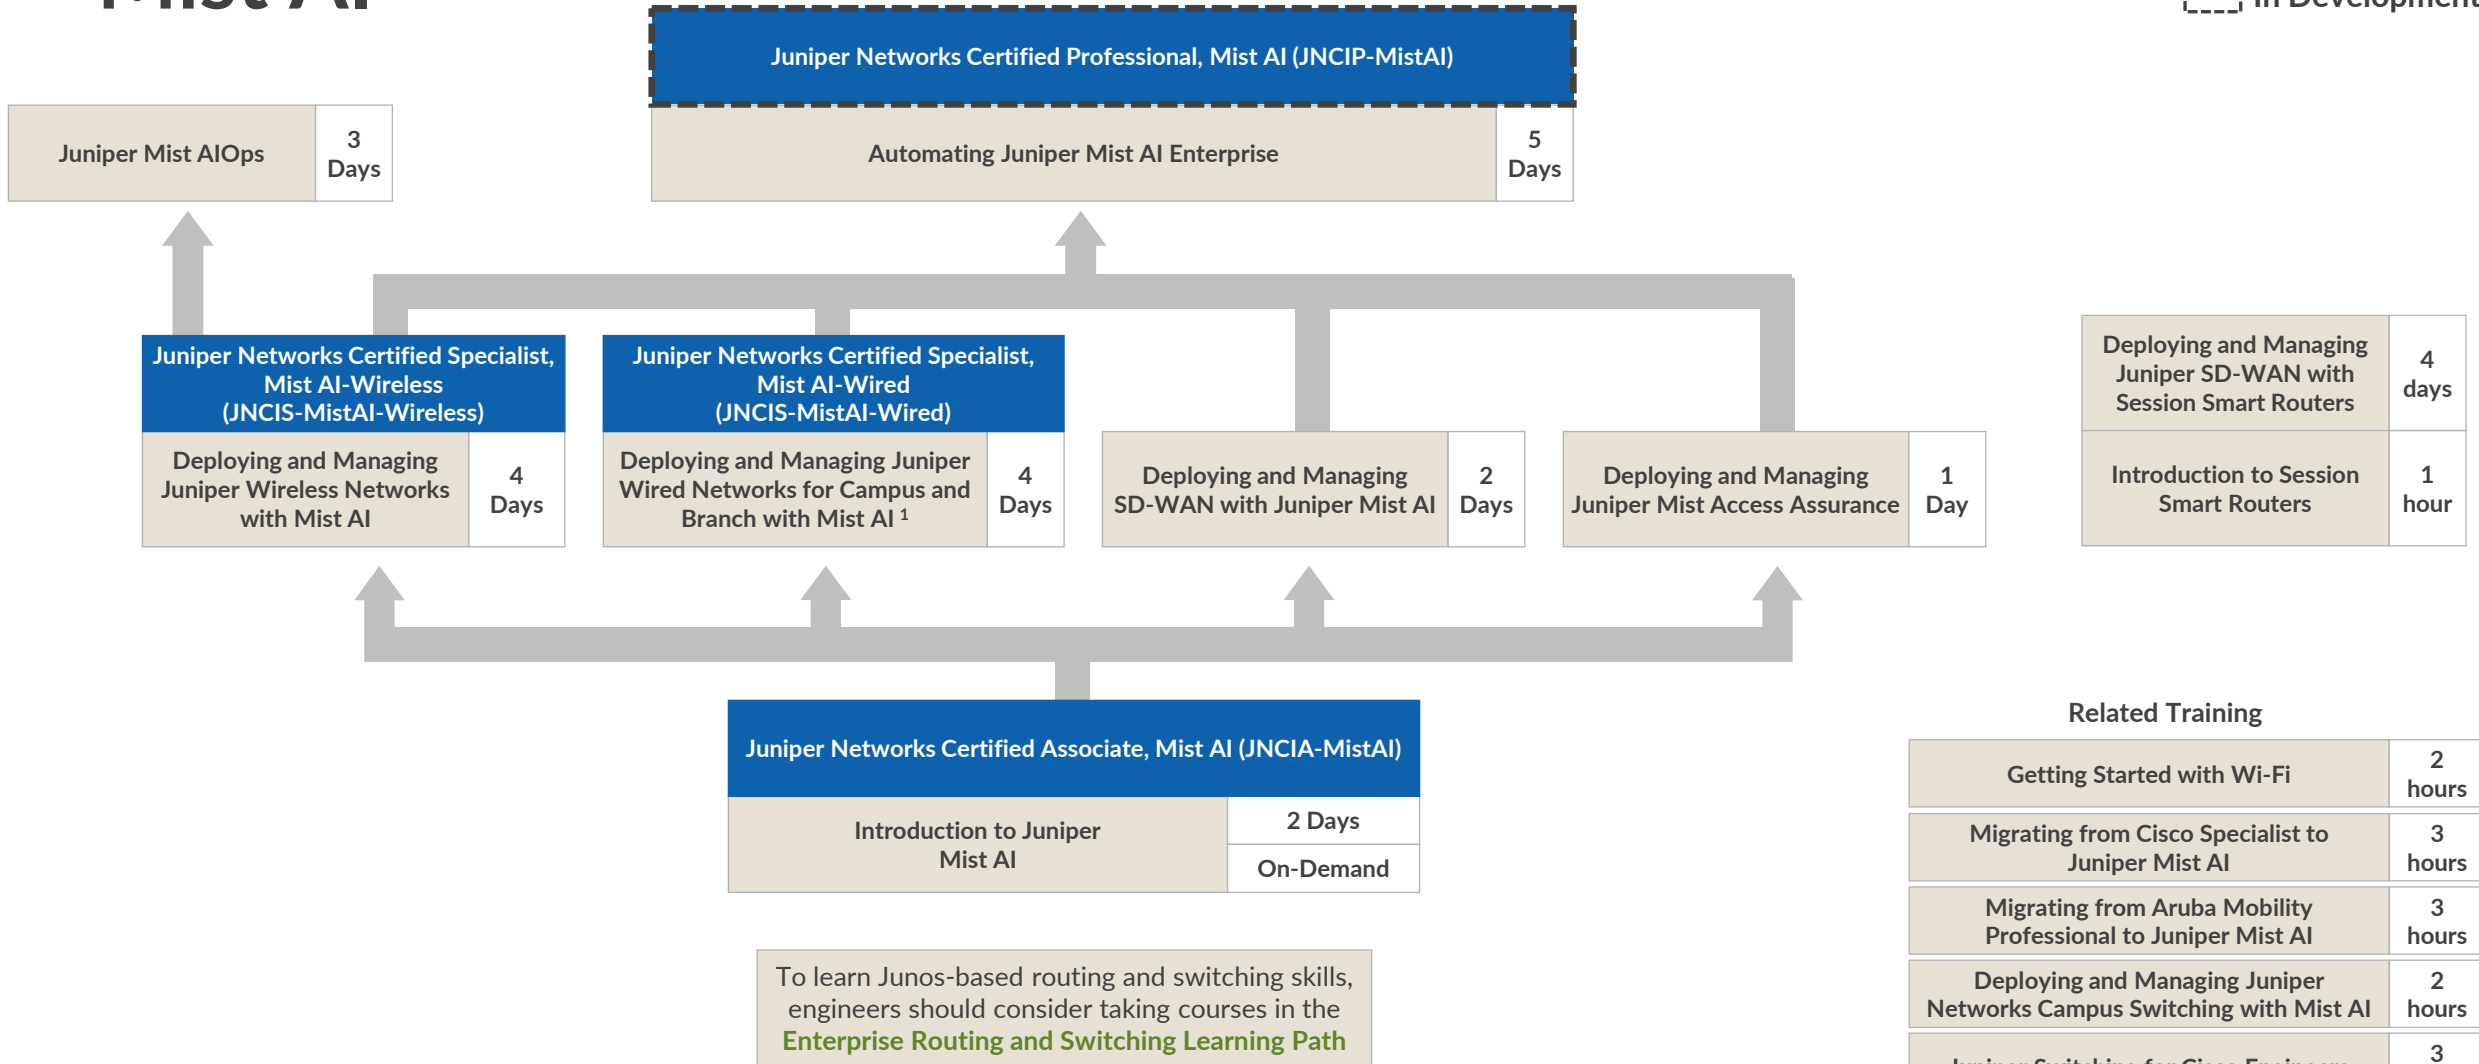 Mist AI
In Development
Juniper Networks Certified Professional, Mist AI (JNCIP-MistAI)
Juniper Mist AIOps
3
Days
Automating Juniper Mist AI Enterprise
5
Days
Juniper Networks Certified Specialist,
Mist AI-Wireless
(JNCIS-MistAI-Wireless)
Deploying and Managing
Juniper Wireless Networks
with Mist AI
4
Days
Juniper Networks Certified Specialist,
Mist AI-Wired
(JNCIS-MistAI-Wired)
Deploying and Managing Juniper
Wired Networks for Campus and
Branch with Mist AI 1
4
Days
Deploying and Managing
SD-WAN with Juniper Mist AI
2
Days
Deploying and Managing
Juniper Mist Access Assurance
1
Day
Deploying and Managing
Juniper SD-WAN with
Session Smart Routers
4
days
Introduction to Session
Smart Routers
1
hour
Juniper Networks Certified Associate, Mist AI (JNCIA-MistAI)
Introduction to Juniper
Mist AI
2 Days
On-Demand
To learn Junos-based routing and switching skills,
engineers should consider taking courses in the
Enterprise Routing and Switching Learning Path
Related Training
Getting Started with Wi-Fi
2
hours
Migrating from Cisco Specialist to
Juniper Mist AI
3
hours
Migrating from Aruba Mobility
Professional to Juniper Mist AI
3
hours
Deploying and Managing Juniper
Networks Campus Switching with Mist AI
2
hours
Juniper Switching for Cisco Engineers
3